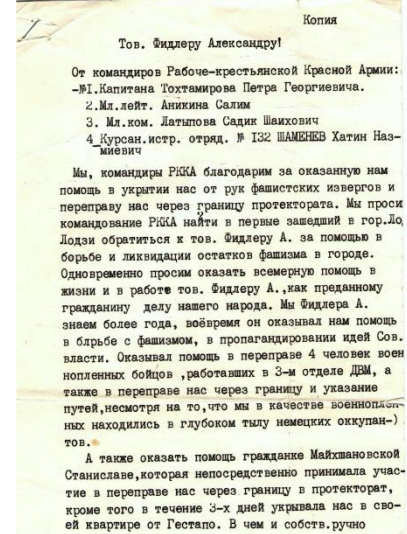 Копия
Тов. Фидлеру Александру!
От командиров Рабоче-крестьянской Красной Армии:
-№I.Капитана Тохтамирова Петра Георгиевича.
2.Мл.лейт. Аникина Салим
3. Мл.ком. Латыпова Садик Шаихович
4 Курсан.истр. отряд. № I32 ШАМЕНЕВ Хатин Наз-
миевич
Мы, командиры РККА благодарим за оказанную нам
помощь в укрытии нас от рук фашистских извергов и
переправу нас через границу протектората. Мы проси
командование РККА найти в первые зашедший в гор.Ло
Лодзи обратиться к тов. Фидлеру А. за помощью в
борьбе и ликвидации остатков фашизма в городе.
Одновременно просим оказать всемерную помощь в
жизни и в работе тов. Фидлеру А.,как преданному
гражданину делу нашего народа. Мы Фидлера А.
знаем более года, воёвремя он оказывал нам помощь
в блрьбе с фашизмом, в пропагандировании идей Сов.
власти. Оказывал помощь в переправе 4 человек воен
нопленных бойцов ,работавших в 3-м отделе ДВМ, а
также в переправе нас через границу и указание
путей,несмотря на то,что мы в качестве военноплен-
ных находились в глубоком тылу немецких оккупан-)
тов.
А также оказать помощь гражданке Майхшановской
Станиславе,которая непосредственно принимала учас-
тие в переправе нас через границу в протекторат,
кроме того в течение 3-х дней укрывала нас в сво-
ей квартире от Гестапо. В чем и собств.ручно